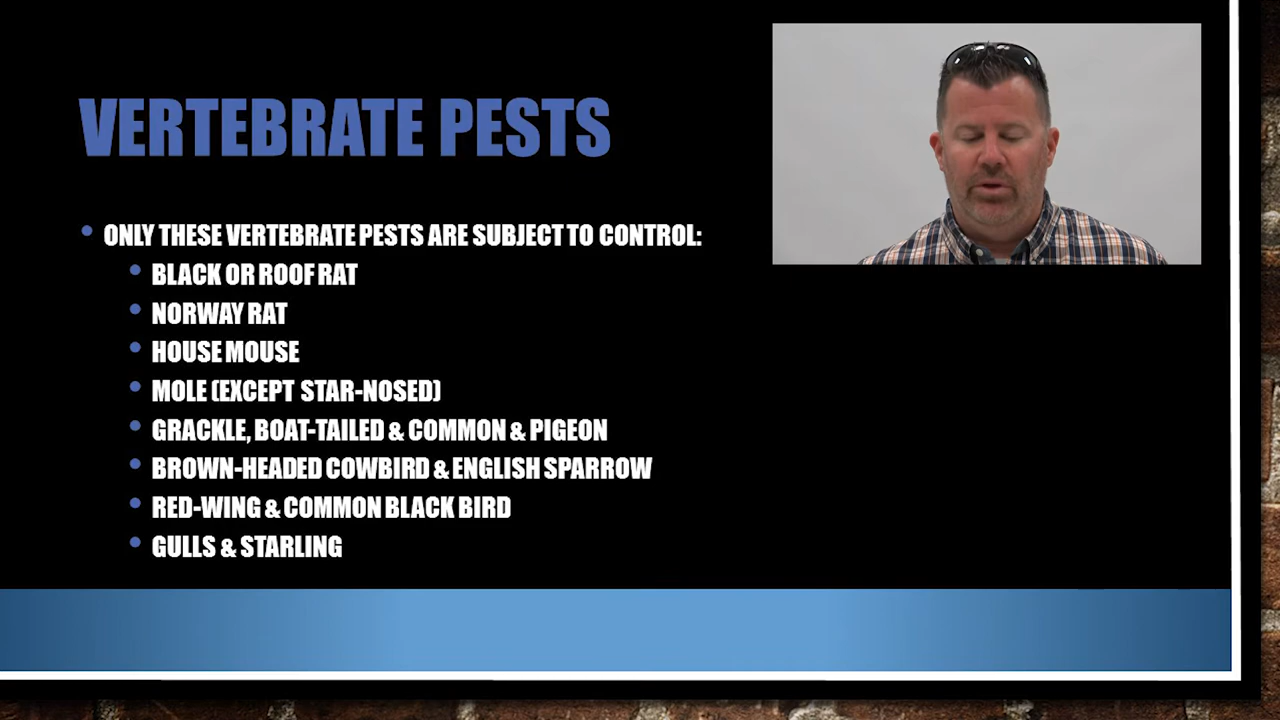 VERTEBRATE PESTS
ONLY THESE VERTEBRATE PESTS ARE SUBJECT TO CONTROL:
BLACK OR ROOF RAT
NORWAY RAT
HOUSE MOUSE
MOLE (EXCEPT STAR-NOSED)
GRACKLE, BOAT-TAILED & COMMON & PIGEON
BROWN-HEADED COWBIRD & ENGLISH SPARROW
RED-WING & COMMON BLACK BIRD
GULLS & STARLING